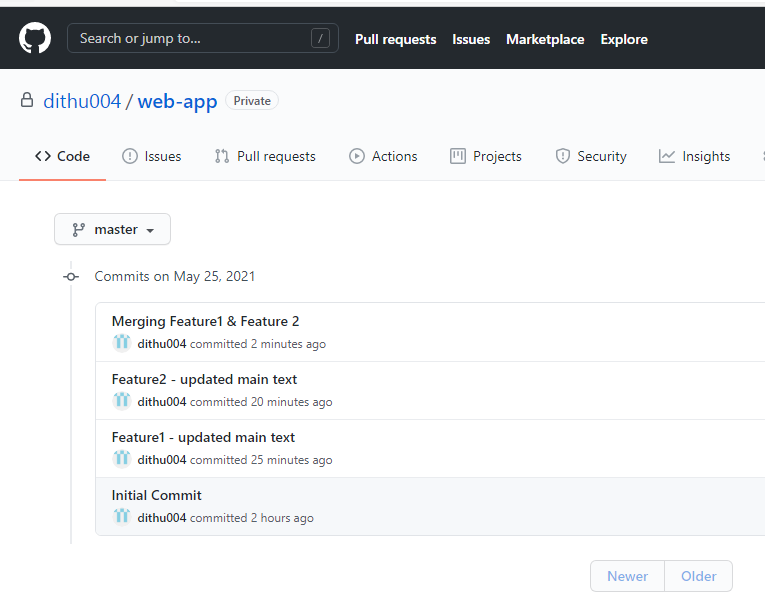 Search or jump to... /
Pull requests Issues Marketplace Explore
dithu004 / web-app Private
Code Issues Pull requests Actions Projects Security Insights
master
Commits on May 25, 2021
Merging Feature1 & Feature 2
dithu004 committed 2 minutes ago
Feature2 - updated main text
dithu004 committed 20 minutes ago
Feature1 - updated main text
dithu004 committed 25 minutes ago
Initial Commit
dithu004 committed 2 hours ago
Newer Older